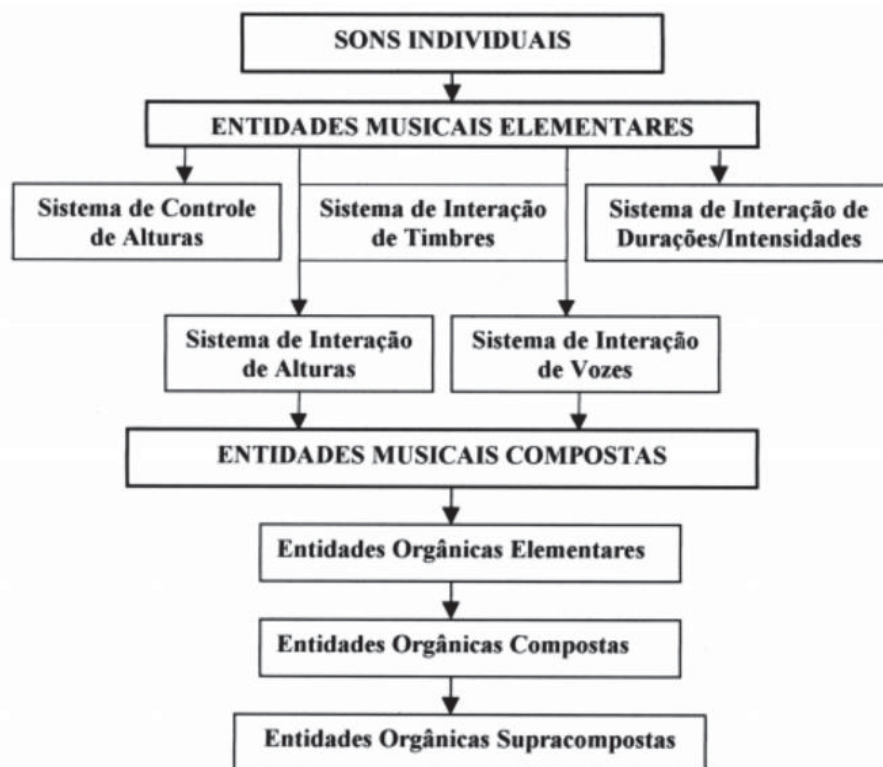 SONS INDIVIDUAIS
ENTIDADES MUSICAIS ELEMENTARES
Sistema de Controle
de Alturas
Sistema de Interação
de Timbres
Sistema de Interação de
Durações/Intensidades
Sistema de Interação
de Alturas
Sistema de Interação
de Vozes
ENTIDADES MUSICAIS COMPOSTAS
Entidades Orgânicas Elementares
Entidades Orgânicas Compostas
Entidades Orgânicas Supracompostas